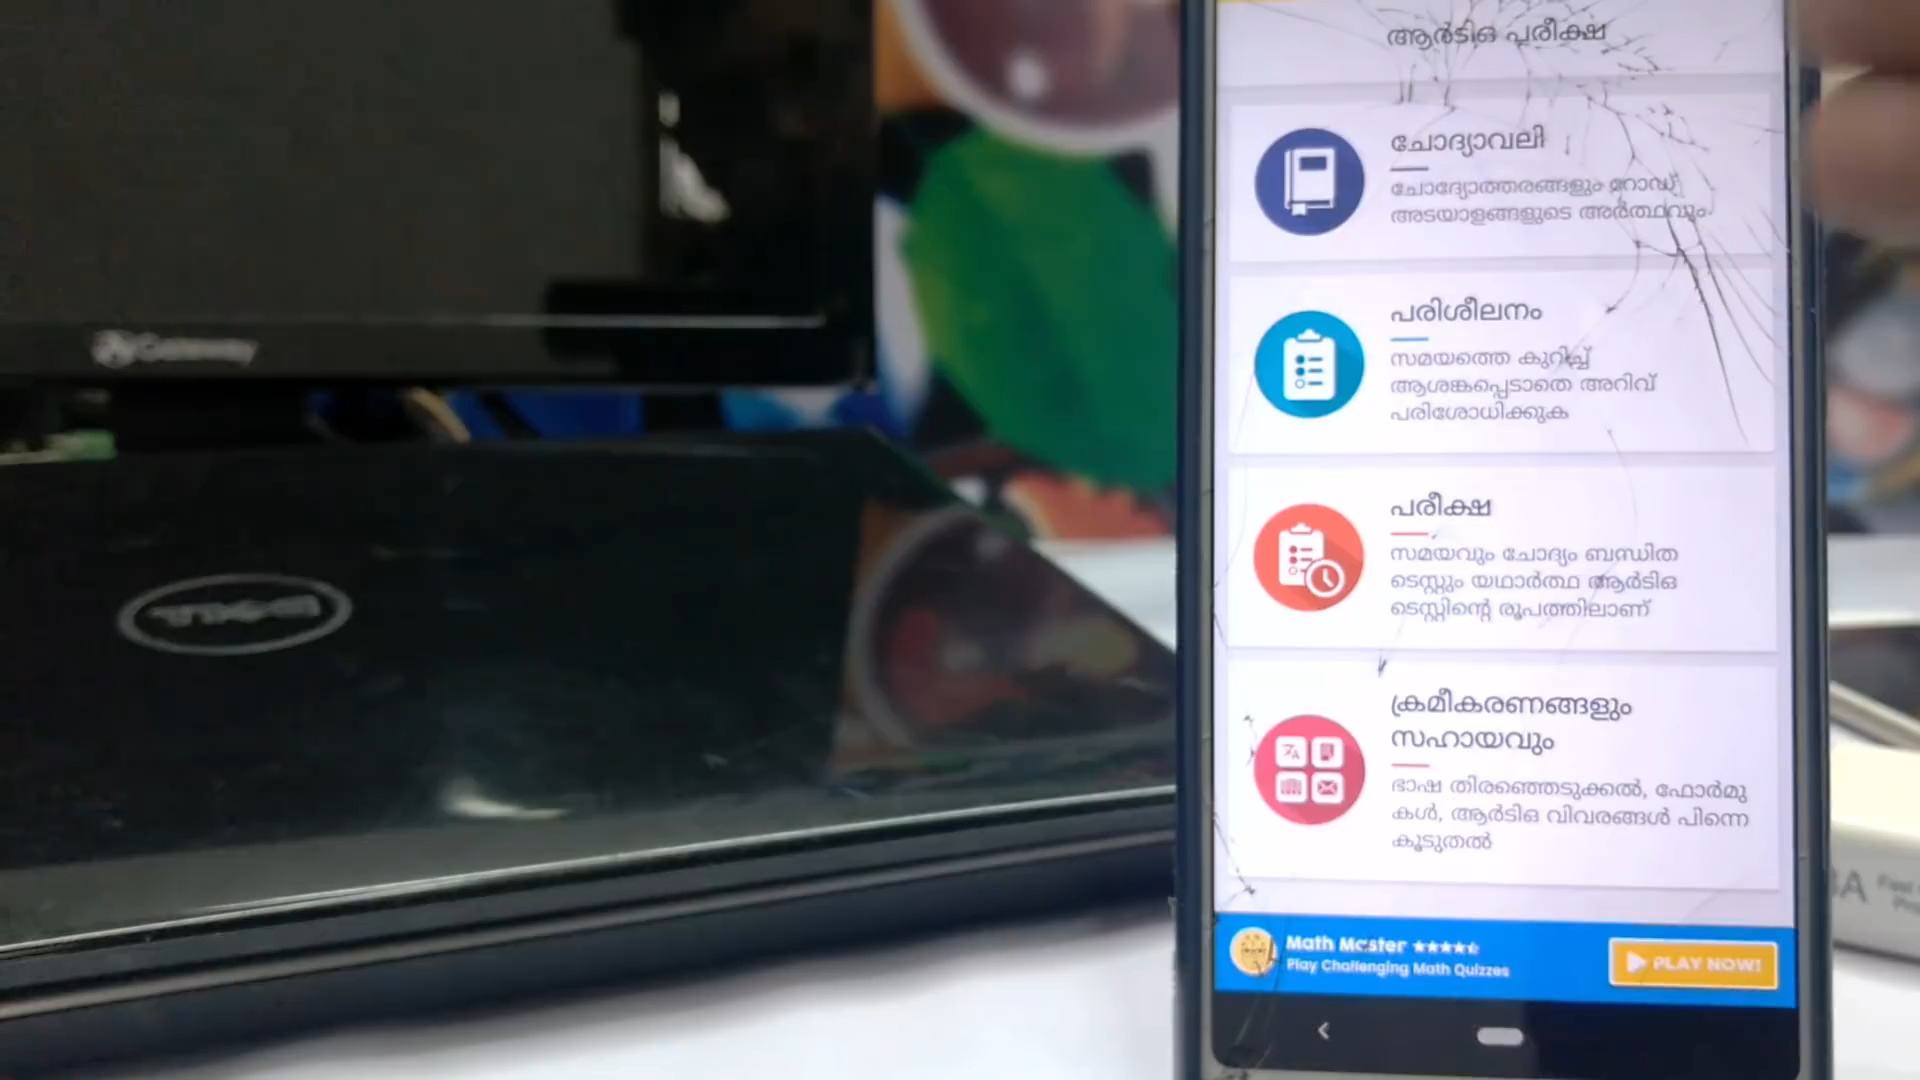 ആർടിഒ പരീക്ഷ
ചോദ്യാവലി
ചോദ്യോത്തരങ്ങളും റോഡ്
അടയാളങ്ങളുടെ അർത്ഥവും
പരിശീലനം
സമയത്തെ കുറിച്ച്
ആശങ്കപ്പെടാതെ അറിവ്
പരിശോധിക്കുക
പരീക്ഷ
സമയവും ചോദ്യം ബന്ധിത
ടെസ്റ്റും യഥാർത്ഥ ആർടിഒ
ടെസ്റ്റിന്റെ രൂപത്തിലാണ്
ക്രമീകരണങ്ങളും
സഹായവും
ഭാഷ തിരഞ്ഞെടുക്കൽ, ഫോർമു
കൾ, ആർടിഒ വിവരങ്ങൾ പിന്നെ
കൂടുതൽ
Math Master
Play Challenging Math Quizzes
PLAY NOW!
Gateway
DELL